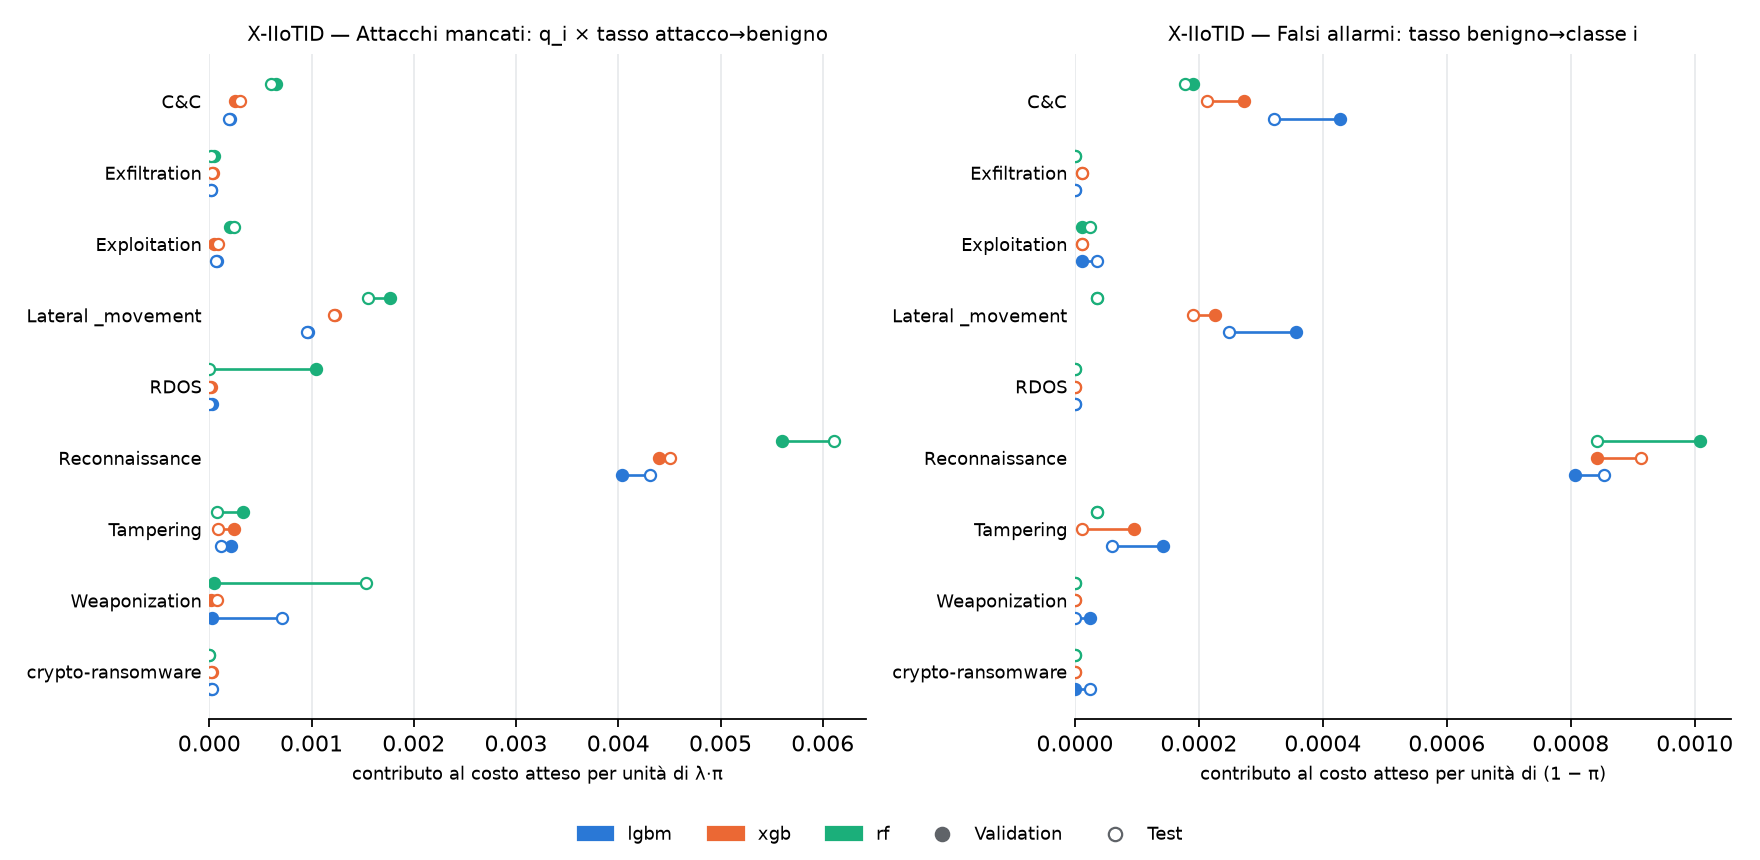 X-IIoTID — Attacchi mancati: q_i × tasso attacco→benigno
C&C
Exfiltration
Exploitation
Lateral _movement
RDOS
Reconnaissance
Tampering
Weaponization
crypto-ransomware
0.000 0.001 0.002 0.003 0.004 0.005 0.006
contributo al costo atteso per unità di λ·π
X-IIoTID — Falsi allarmi: tasso benigno→classe i
C&C
Exfiltration
Exploitation
Lateral _movement
RDOS
Reconnaissance
Tampering
Weaponization
crypto-ransomware
0.0000 0.0002 0.0004 0.0006 0.0008 0.0010
contributo al costo atteso per unità di (1 − π)
lgbm xgb rf Validation Test